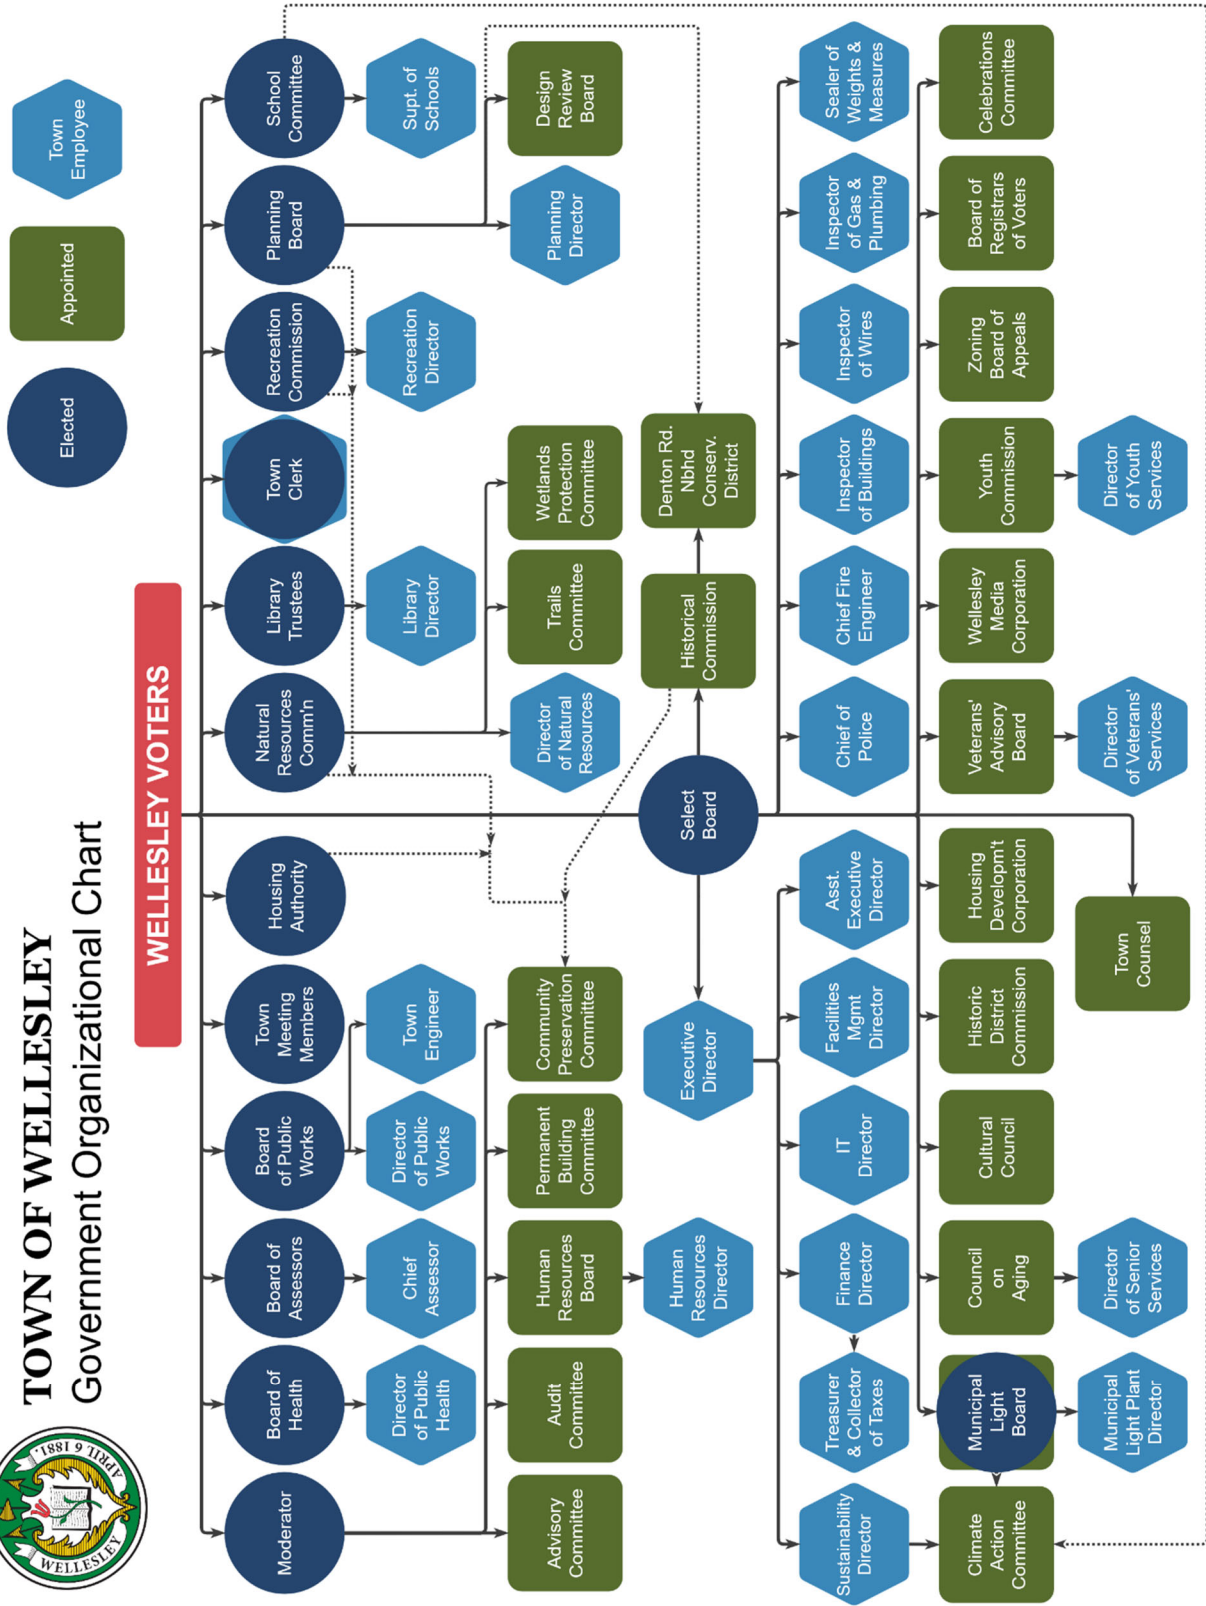 TOWN OF WELLESLEY
Government Organizational Chart
WELLESLEY
APRIL 6 1881.
Elected
Appointed
Town
Employee
WELLESLEY VOTERS
Moderator
Board of
Health
Board of
Assessors
Board
of Public
Works
Town
Meeting
Members
Housing
Authority
Natural
Resources
Comm'n
Library
Trustees
Town
Clerk
Recreation
Commission
Planning
Board
School
Committee
Director
of Public
Health
Chief
Assessor
Director
of Public
Works
Town
Engineer
Library
Director
Recreation
Director
Supt. of
Schools
Advisory
Committee
Audit
Committee
Human
Resources
Board
Permanent
Building
Committee
Community
Preservation
Committee
Director
of Natural
Resources
Trails
Committee
Wetlands
Protection
Committee
Planning
Director
Design
Review
Board
Human
Resources
Director
Executive
Director
Select
Board
Historical
Commission
Denton Rd.
Nbhd
Conserv.
District
Sustainability
Director
Treasurer
& Collector
of Taxes
Finance
Director
IT
Director
Facilities
Mgmt
Director
Asst.
Executive
Director
Chief of
Police
Chief Fire
Engineer
Inspector
of Buildings
Inspector
of Wires
Inspector
of Gas &
Plumbing
Sealer of
Weights &
Measures
Climate
Action
Committee
Municipal
Light
Board
Council
on
Aging
Cultural
Council
Historic
District
Commission
Housing
Developm't
Corporation
Veterans'
Advisory
Board
Wellesley
Media
Corporation
Youth
Commission
Zoning
Board of
Appeals
Board of
Registrars
of Voters
Celebrations
Committee
Municipal
Light Plant
Director
Director
of Senior
Services
Town
Counsel
Director
of Veterans'
Services
Director
of Youth
Services